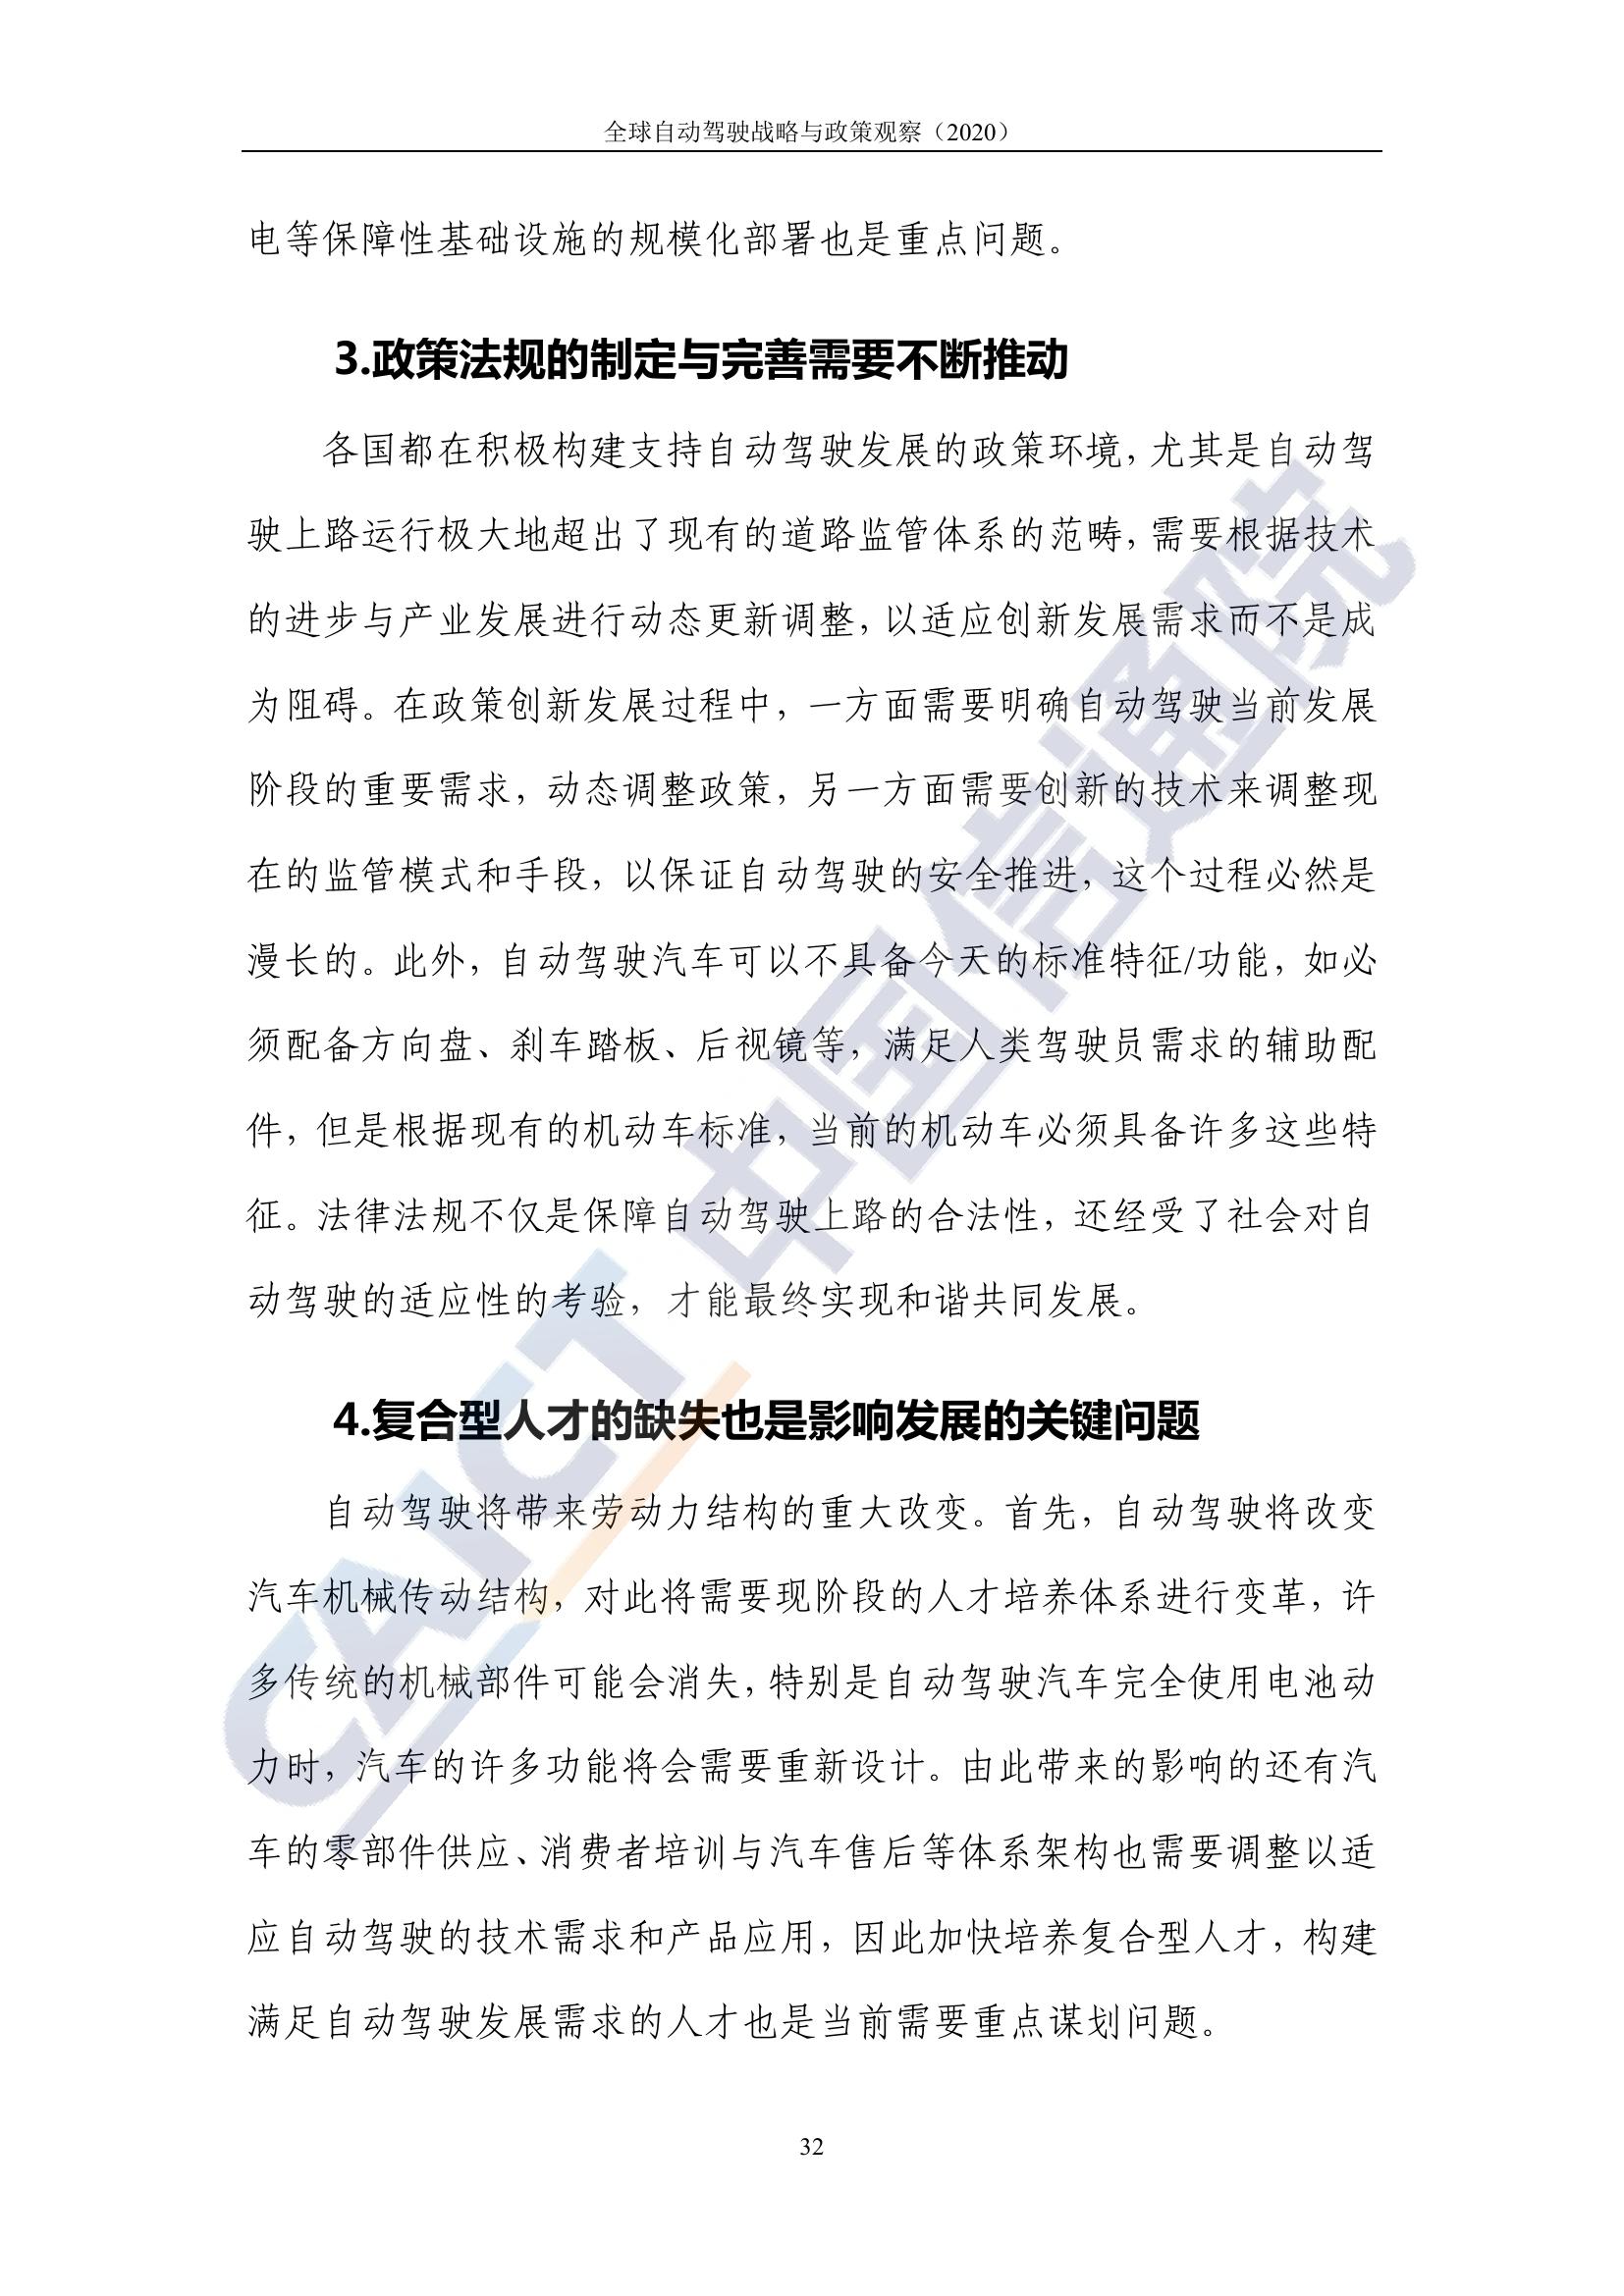 全球自动驾驶战略与政策观察（2020）
电等保障性基础设施的规模化部署也是重点问题。
3.政策法规的制定与完善需要不断推动
各国都在积极构建支持自动驾驶发展的政策环境，尤其是自动驾
驶上路运行极大地超出了现有的道路监管体系的范畴，需要根据技术
的进步与产业发展进行动态更新调整，以适应创新发展需求而不是成
为阻碍。在政策创新发展过程中，一方面需要明确自动驾驶当前发展
阶段的重要需求，动态调整政策，另一方面需要创新的技术来调整现
在的监管模式和手段，以保证自动驾驶的安全推进，这个过程必然是
漫长的。此外，自动驾驶汽车可以不具备今天的标准特征/功能，如必
须配备方向盘、刹车踏板、后视镜等，满足人类驾驶员需求的辅助配
件，但是根据现有的机动车标准，当前的机动车必须具备许多这些特
征。法律法规不仅是保障自动驾驶上路的合法性，还经受了社会对自
动驾驶的适应性的考验，才能最终实现和谐共同发展。
4.复合型人才的缺失也是影响发展的关键问题
自动驾驶将带来劳动力结构的重大改变。首先，自动驾驶将改变
汽车机械传动结构，对此将需要现阶段的人才培养体系进行变革，许
多传统的机械部件可能会消失，特别是自动驾驶汽车完全使用电池动
力时，汽车的许多功能将会需要重新设计。由此带来的影响的还有汽
车的零部件供应、消费者培训与汽车售后等体系架构也需要调整以适
应自动驾驶的技术需求和产品应用，因此加快培养复合型人才，构建
满足自动驾驶发展需求的人才也是当前需要重点谋划问题。
32
CAICT 中国信通院